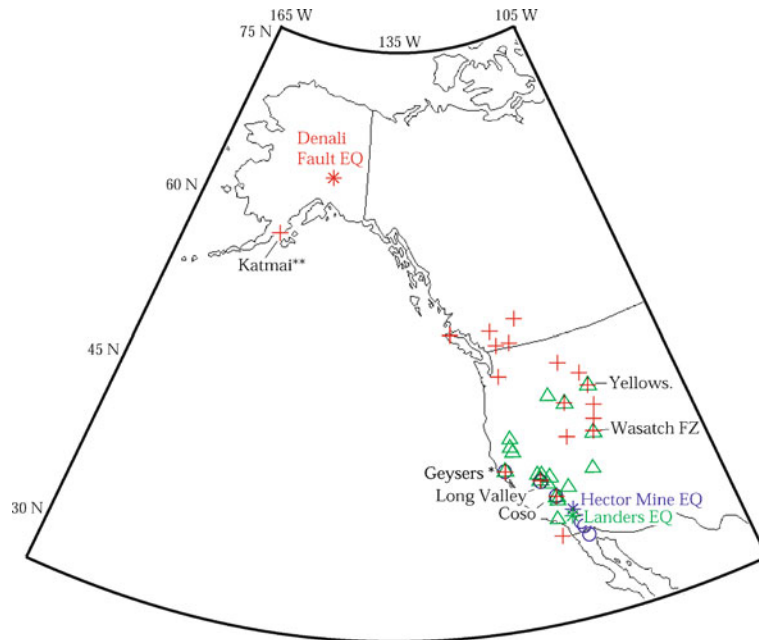 165 W
105 W
75 N
135 W
Denali
Fault EQ
60 N
Katmai**
45 N
Yellows.
Wasatch FZ
Geysers *
Long Valley
Coso
Hector Mine EQ
Landers EQ
30 N